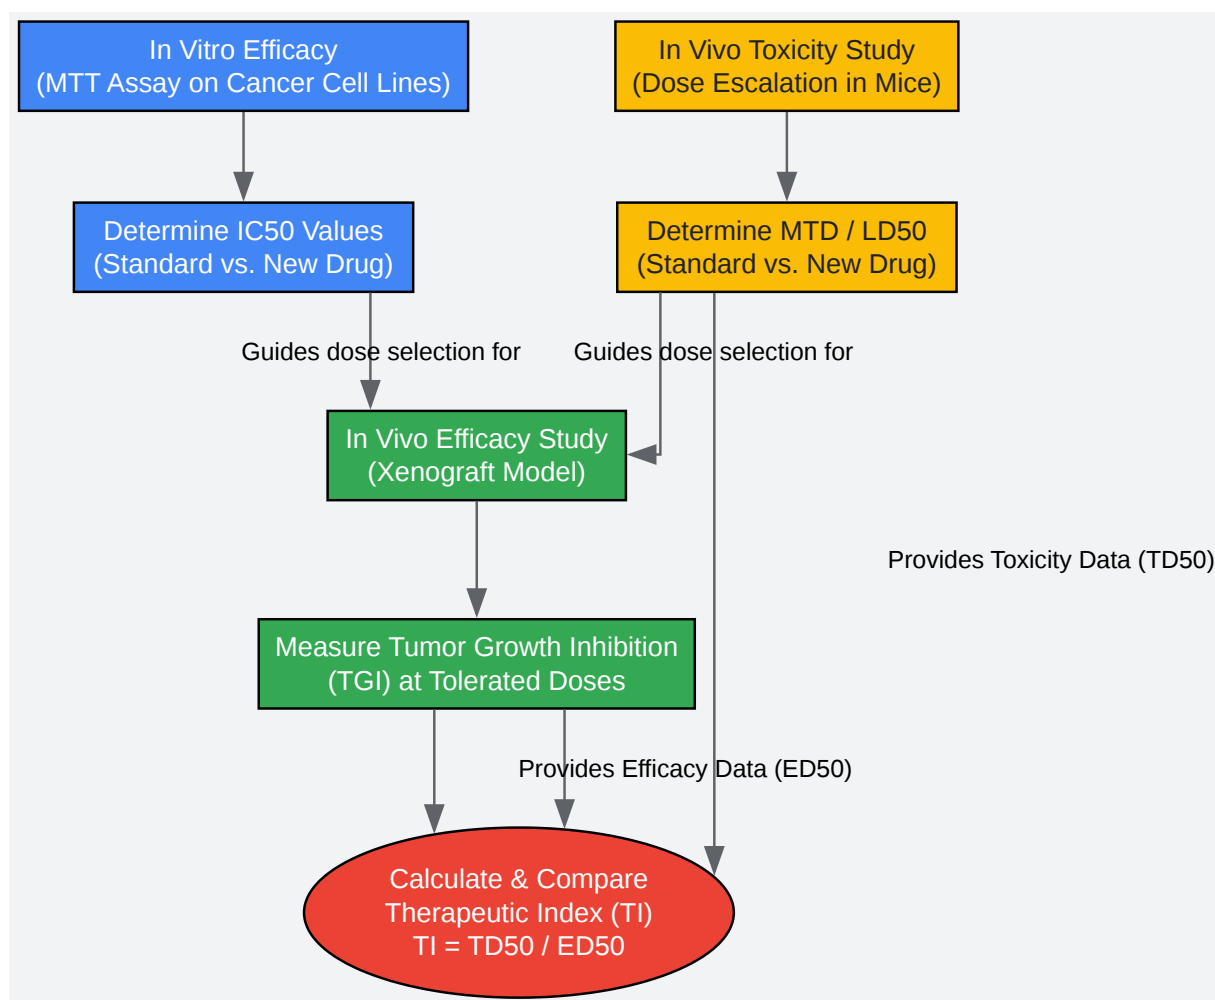 In Vitro Efficacy
(MTT Assay on Cancer Cell Lines)
In Vivo Toxicity Study
(Dose Escalation in Mice)
Determine IC50 Values
(Standard vs. New Drug)
Determine MTD / LD50
(Standard vs. New Drug)
Guides dose selection for
Guides dose selection for
In Vivo Efficacy Study
(Xenograft Model)
Provides Toxicity Data (TD50)
Measure Tumor Growth Inhibition
(TGI) at Tolerated Doses
Provides Efficacy Data (ED50)
Calculate & Compare
Therapeutic Index (TI)
TI = TD50 / ED50